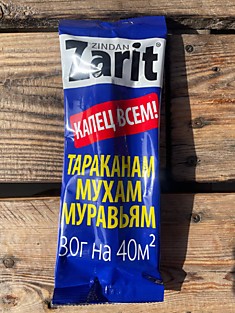 ZINDAN
Zarit®
КАПЕЦ ВСЕМ!
ТАРАКАНАМ
МУХАМ
МУРАВЬЯМ
30г на 40м²